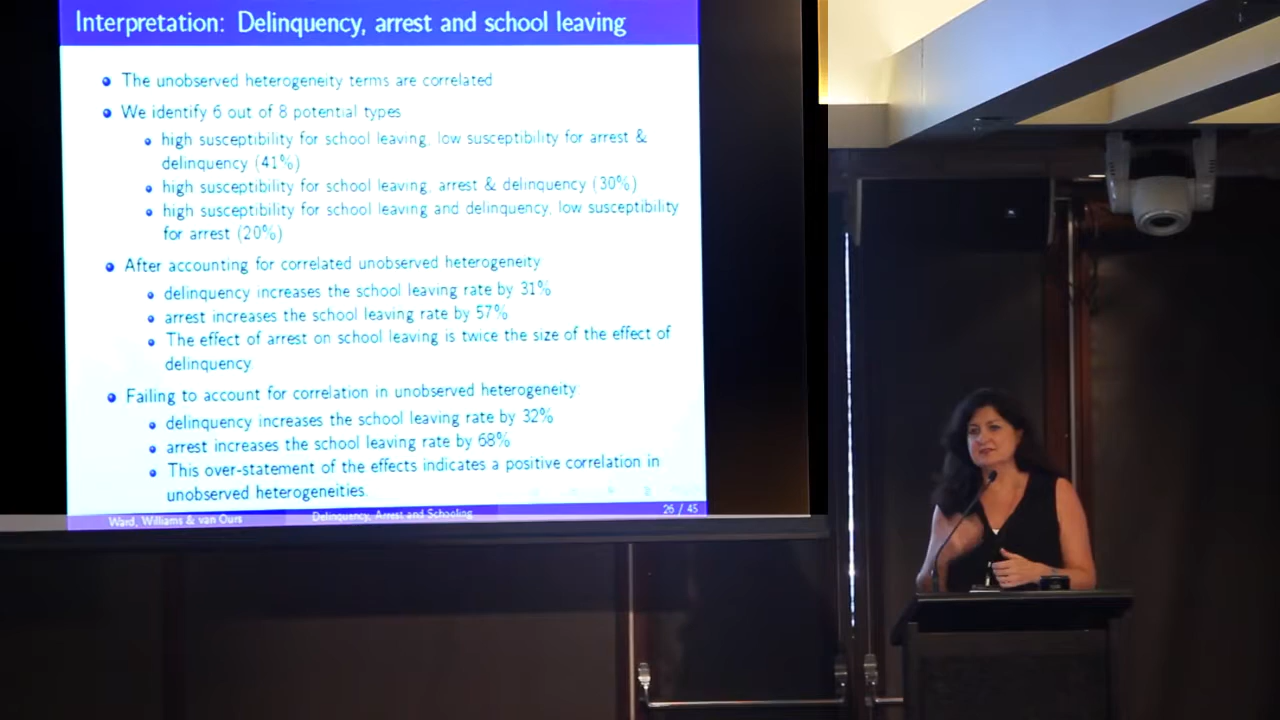 Interpretation: Delinquency, arrest and school leaving
The unobserved heterogeneity terms are correlated
We identify 6 out of 8 potential types
high susceptibility for school leaving, low susceptibility for arrest &
delinquency (41%)
high susceptibility for school leaving, arrest & delinquency (30%)
high susceptibility for school leaving and delinquency, low susceptibility
for arrest (20%)
After accounting for correlated unobserved heterogeneity
delinquency increases the school leaving rate by 31%
arrest increases the school leaving rate by 57%
The effect of arrest on school leaving is twice the size of the effect of
delinquency
Failing to account for correlation in unobserved heterogeneity
delinquency increases the school leaving rate by 32%
arrest increases the school leaving rate by 68%
This over-statement of the effects indicates a positive correlation in
unobserved heterogeneities.
Ward, Williams & van Ours Delinquency, Arrest and Schooling 26 / 45